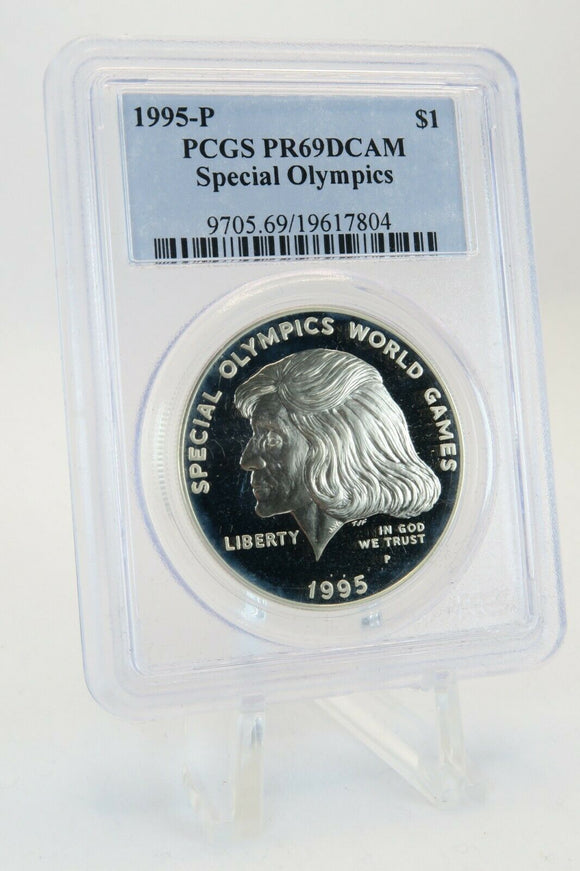 1995-P $1
PCGS PR69DCAM
Special Olympics
9705.69/19617804
SPECIAL OLYMPICS WORLD GAMES
LIBERTY
IN GOD
WE TRUST
P
1995